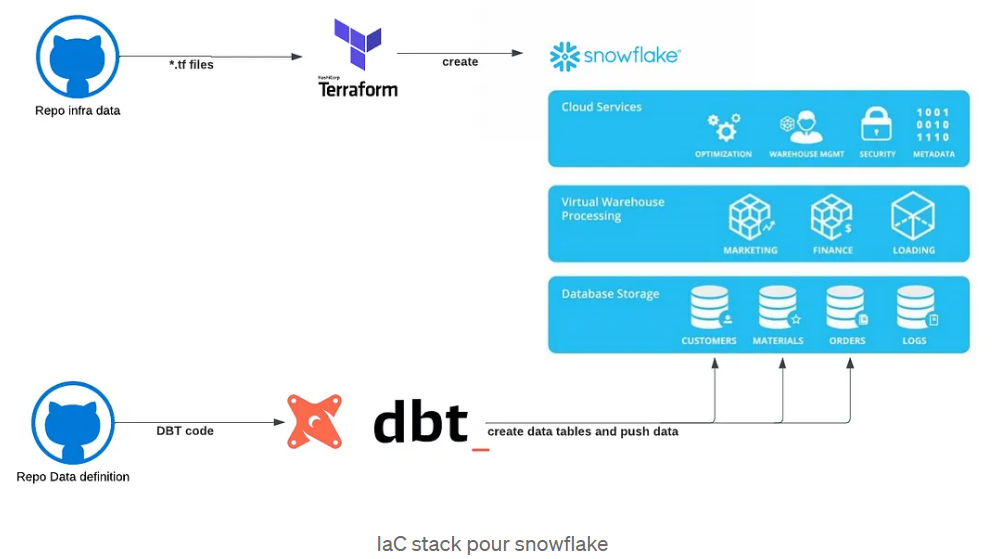 Repo infra data
*.tf files
HashiCorp
Terraform
create
snowflake®
Cloud Services
OPTIMIZATION
WAREHOUSE MGMT
SECURITY
1001
0010
1110
METADATA
Virtual Warehouse
Processing
MARKETING
$
FINANCE
LOADING
Database Storage
CUSTOMERS
MATERIALS
ORDERS
LOGS
Repo Data definition
DBT code
dbt_
create data tables and push data
IaC stack pour snowflake